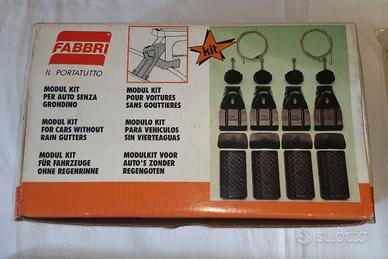 FABBRI
IL PORTATUTTO
kit
MODUL KIT
PER AUTO SENZA
GRONDINO
MODUL KIT
POUR VOITURES
SANS GOUTTIERES
MODUL KIT
FOR CARS WITHOUT
RAIN GUTTERS
MODULO KIT
PARA VEHICULOS
SIN VIERTEAGUAS
MODUL KIT
FÜR FAHRZEUGE
OHNE REGENRINNE
MODULKIT VOOR
AUTO'S ZONDER
REGENGOTEN
subito